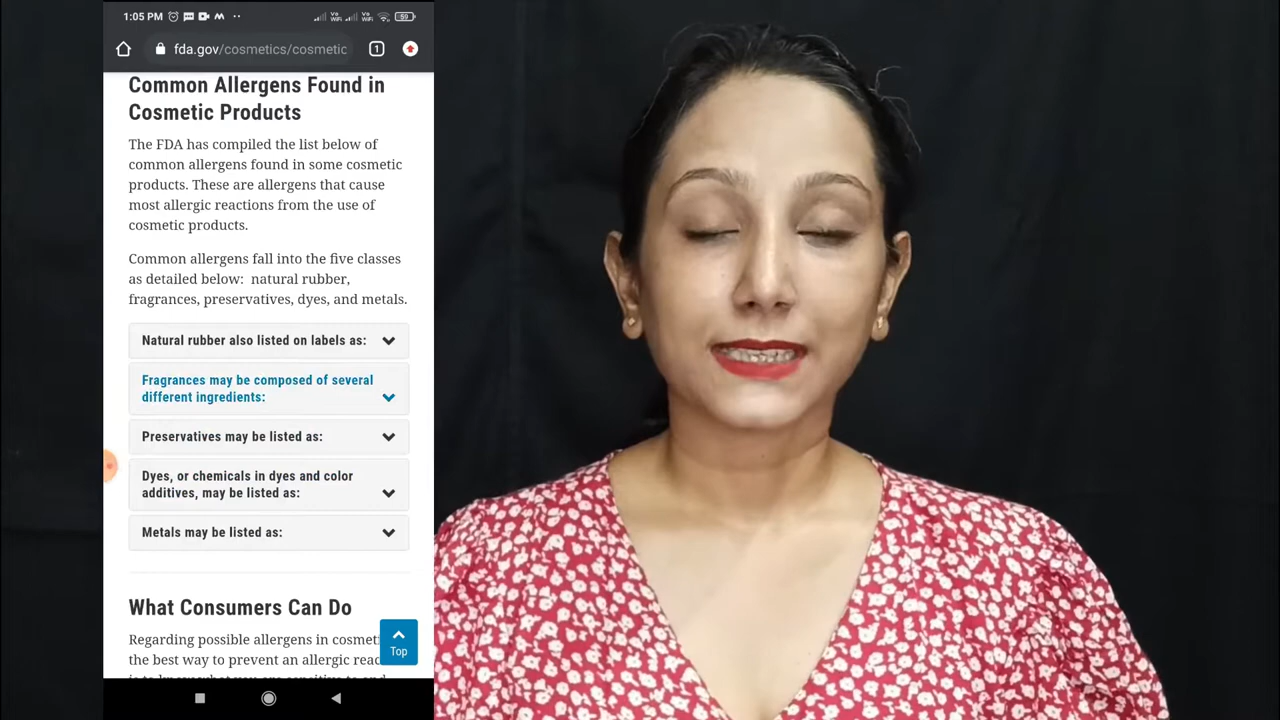 1:05 PM
Vo WiFi Vo WiFi 59
fda.gov/cosmetics/cosmetic 1
Common Allergens Found in
Cosmetic Products
The FDA has compiled the list below of
common allergens found in some cosmetic
products. These are allergens that cause
most allergic reactions from the use of
cosmetic products.
Common allergens fall into the five classes
as detailed below: natural rubber,
fragrances, preservatives, dyes, and metals.
Natural rubber also listed on labels as:
Fragrances may be composed of several
different ingredients:
Preservatives may be listed as:
Dyes, or chemicals in dyes and color
additives, may be listed as:
Metals may be listed as:
What Consumers Can Do
Regarding possible allergens in cosmet
the best way to prevent an allergic reac
Top